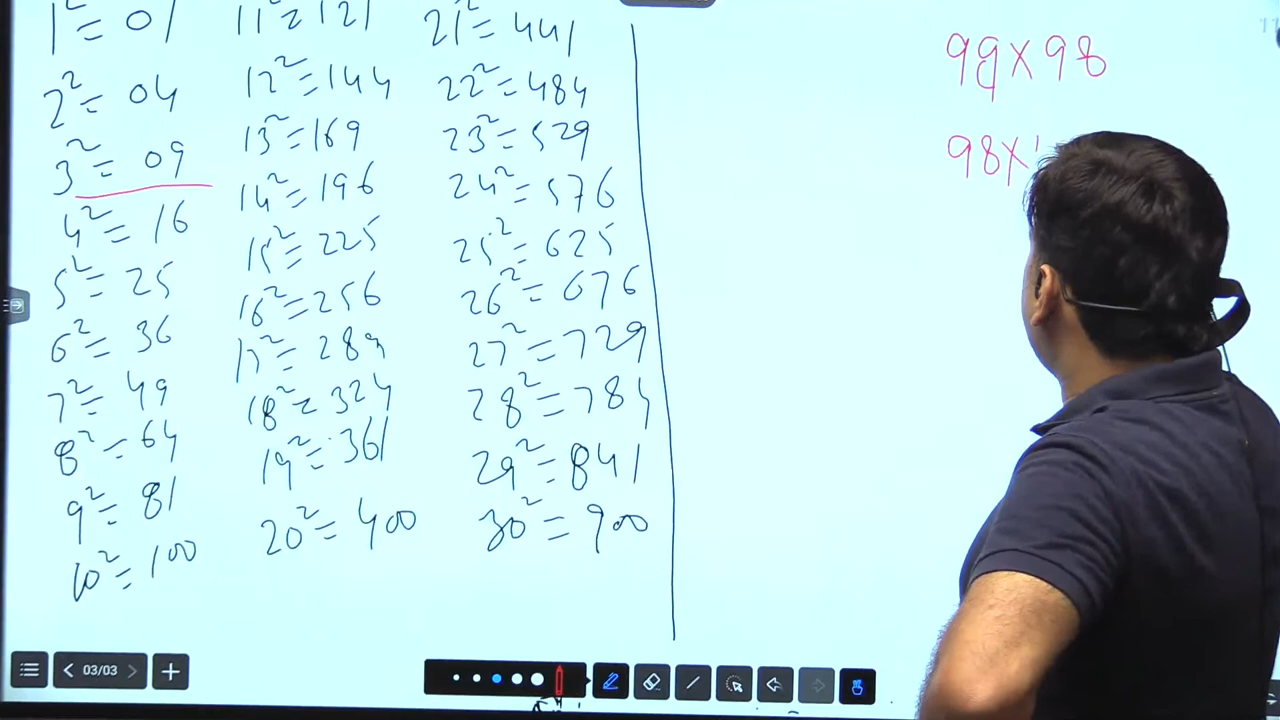 1² = 01
2² = 04
3² = 09
4² = 16
5² = 25
6² = 36
7² = 49
8² = 64
9² = 81
10² = 100
11² = 121
12² = 144
13² = 169
14² = 196
15² = 225
16² = 256
17² = 289
18² = 324
19² = 361
20² = 400
21² = 441
22² = 484
23² = 529
24² = 576
25² = 625
26² = 676
27² = 729
28² = 784
29² = 841
30² = 900
99×98
98×
03/03